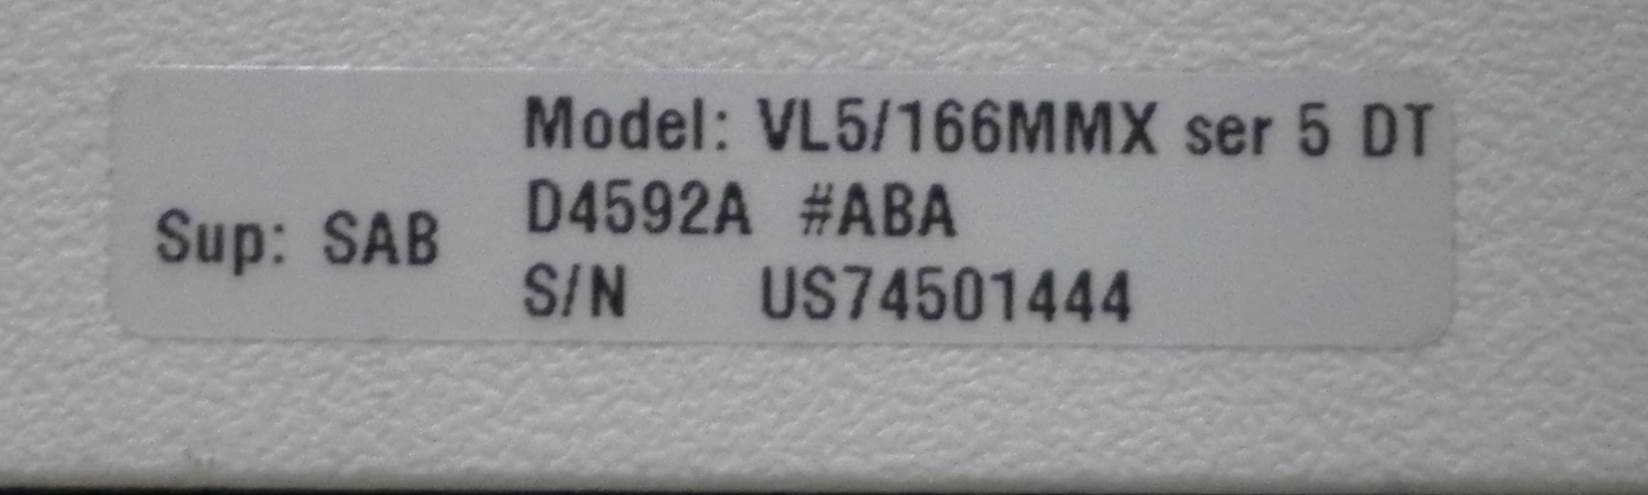 Model: VL5/166MMX ser 5 DT
D4592A #ABA
Sup: SAB
S/N US74501444